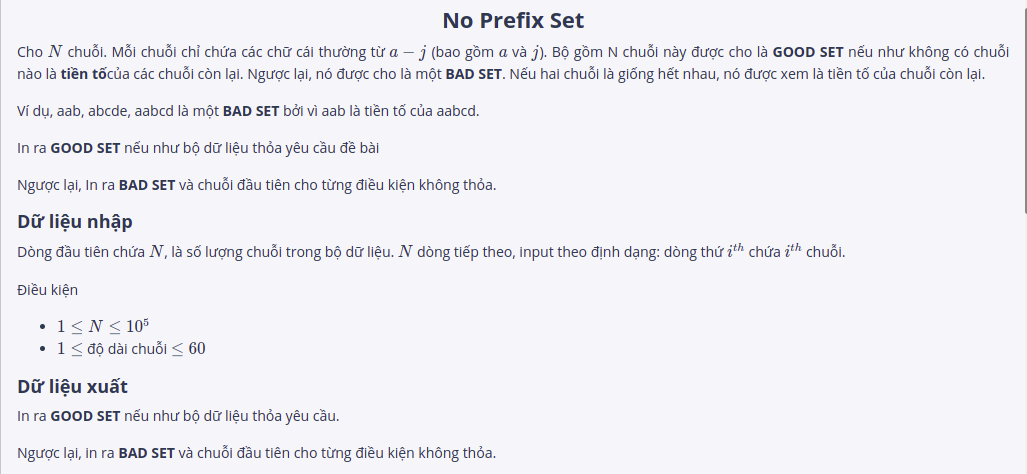 No Prefix Set
Cho N chuỗi. Mỗi chuỗi chỉ chứa các chữ cái thường từ a − j (bao gồm a và j). Bộ gồm N chuỗi này được cho là GOOD SET nếu như không có chuỗi
nào là tiền tốcủa các chuỗi còn lại. Ngược lại, nó được cho là một BAD SET. Nếu hai chuỗi là giống hết nhau, nó được xem là tiền tố của chuỗi còn lại.
Ví dụ, aab, abcde, aabcd là một BAD SET bởi vì aab là tiền tố của aabcd.
In ra GOOD SET nếu như bộ dữ liệu thỏa yêu cầu đề bài
Ngược lại, In ra BAD SET và chuỗi đầu tiên cho từng điều kiện không thỏa.
Dữ liệu nhập
Dòng đầu tiên chứa N, là số lượng chuỗi trong bộ dữ liệu. N dòng tiếp theo, input theo định dạng: dòng thứ i^{th} chứa i^{th} chuỗi.
Điều kiện
• 1 ≤ N ≤ 10⁵
• 1 ≤ độ dài chuỗi ≤ 60
Dữ liệu xuất
In ra GOOD SET nếu như bộ dữ liệu thỏa yêu cầu.
Ngược lại, in ra BAD SET và chuỗi đầu tiên cho từng điều kiện không thỏa.